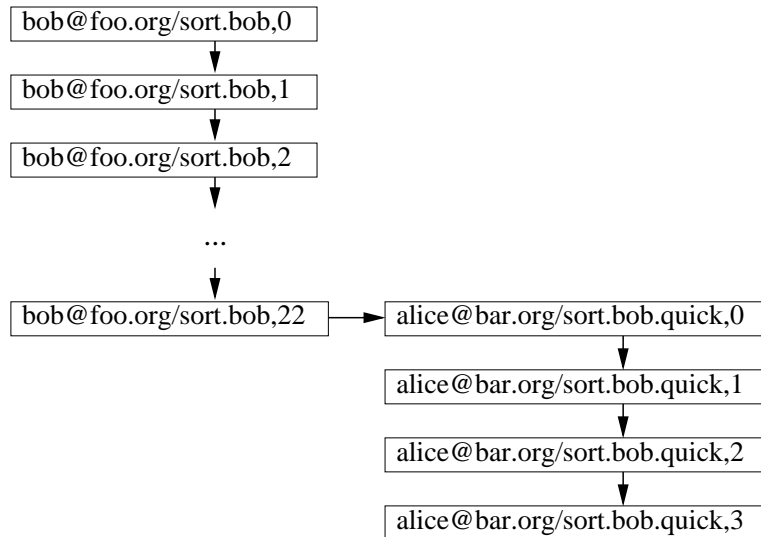 bob@foo.org/sort.bob,0
bob@foo.org/sort.bob,1
bob@foo.org/sort.bob,2
...
bob@foo.org/sort.bob,22
alice@bar.org/sort.bob.quick,0
alice@bar.org/sort.bob.quick,1
alice@bar.org/sort.bob.quick,2
alice@bar.org/sort.bob.quick,3